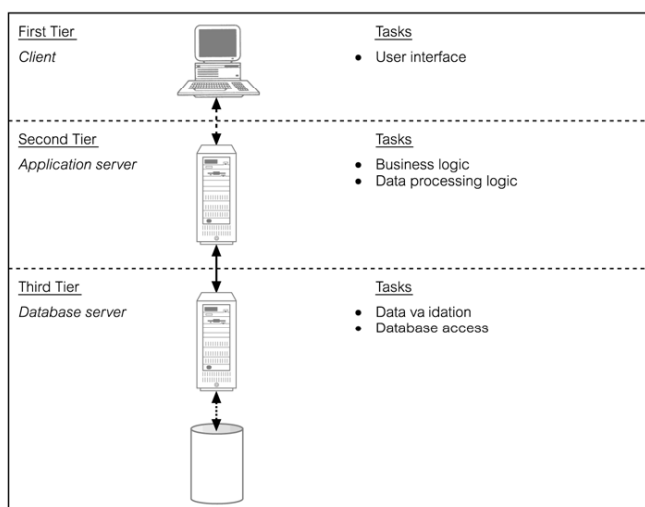 First Tier
Tasks
Client
● User interface
Second Tier
Tasks
Application server
● Business logic
● Data processing logic
Third Tier
Tasks
Database server
● Data va idation
● Database access